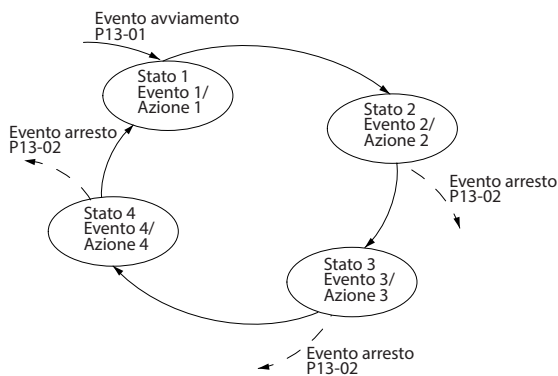 Evento avviamento
P13-01
Stato 1
Evento 1/
Azione 1
Stato 2
Evento 2/
Azione 2
Evento arresto
P13-02
Evento arresto
P13-02
Stato 4
Evento 4/
Azione 4
Stato 3
Evento 3/
Azione 3
Evento arresto
P13-02
130BA062.14